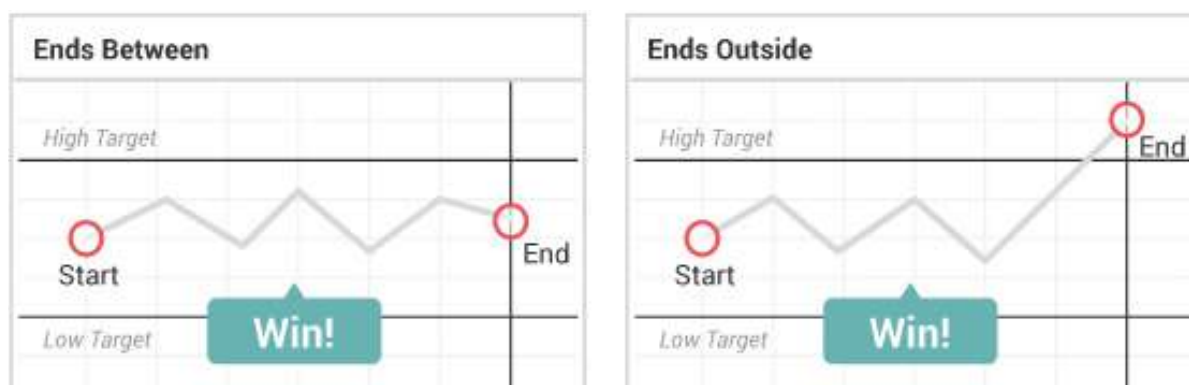 Ends Between
High Target
Start
End
Win!
Low Target
Ends Outside
High Target
End
Start
Win!
Low Target